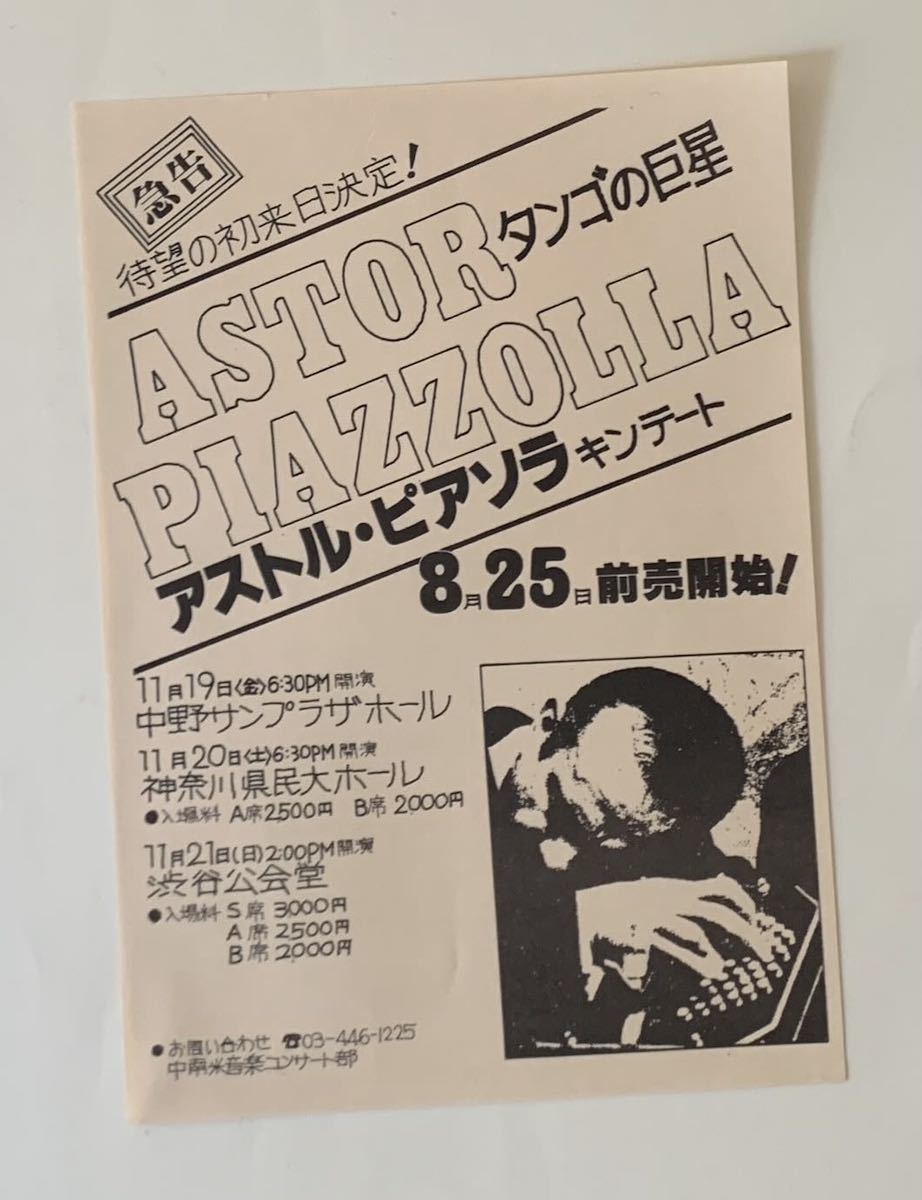 急告
待望の初来日決定!
タンゴの巨星
ASTOR
PIAZZOLLA
アストル・ピアソラ キンテート
8月25日前売開始!
11月19日〈金〉6:30PM開演
中野サンプラザホール
11月20日〈土〉6:30PM開演
神奈川県民大ホール
●入場料 A席2500円 B席2000円
11月21日(日)2:00PM開演
渋谷公会堂
●入場料 S席 3000円
A席 2500円
B席 2000円
●お問い合わせ ☎03-446-1225
中南米音楽コンサート部